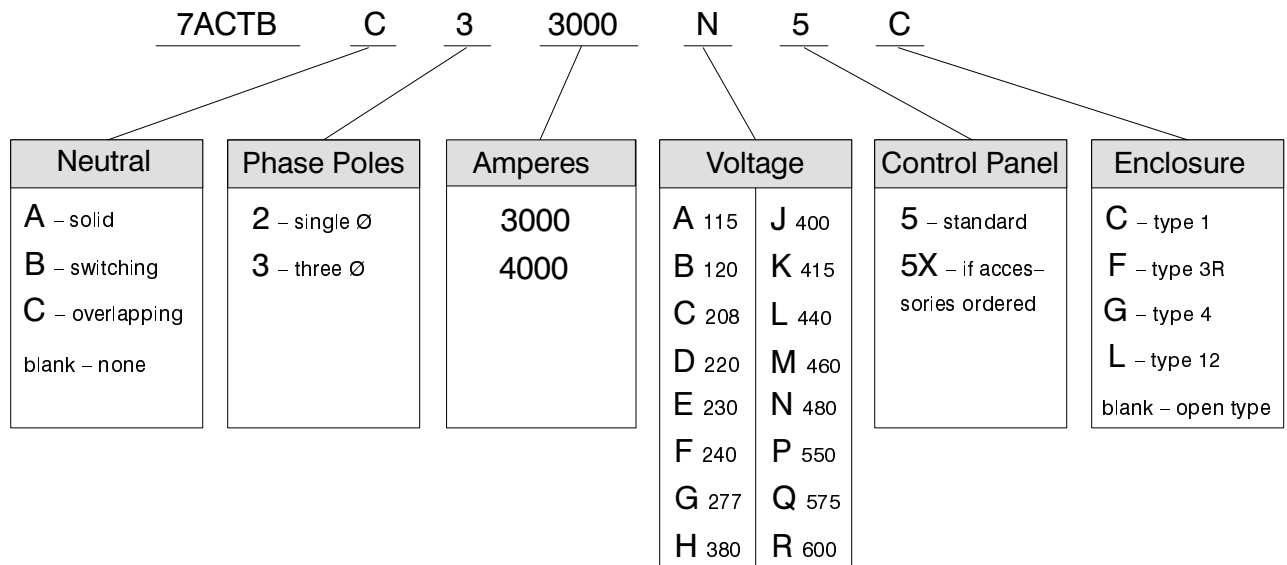 7ACTB C 3 3000 N 5 C
Neutral
A – solid
B – switching
C – overlapping
blank – none
Phase Poles
2 – single Ø
3 – three Ø
Amperes
3000
4000
Voltage
A 115
B 120
C 208
D 220
E 230
F 240
G 277
H 380
J 400
K 415
L 440
M 460
N 480
P 550
Q 575
R 600
Control Panel
5 – standard
5X – if acces–
sories ordered
Enclosure
C – type 1
F – type 3R
G – type 4
L – type 12
blank – open type